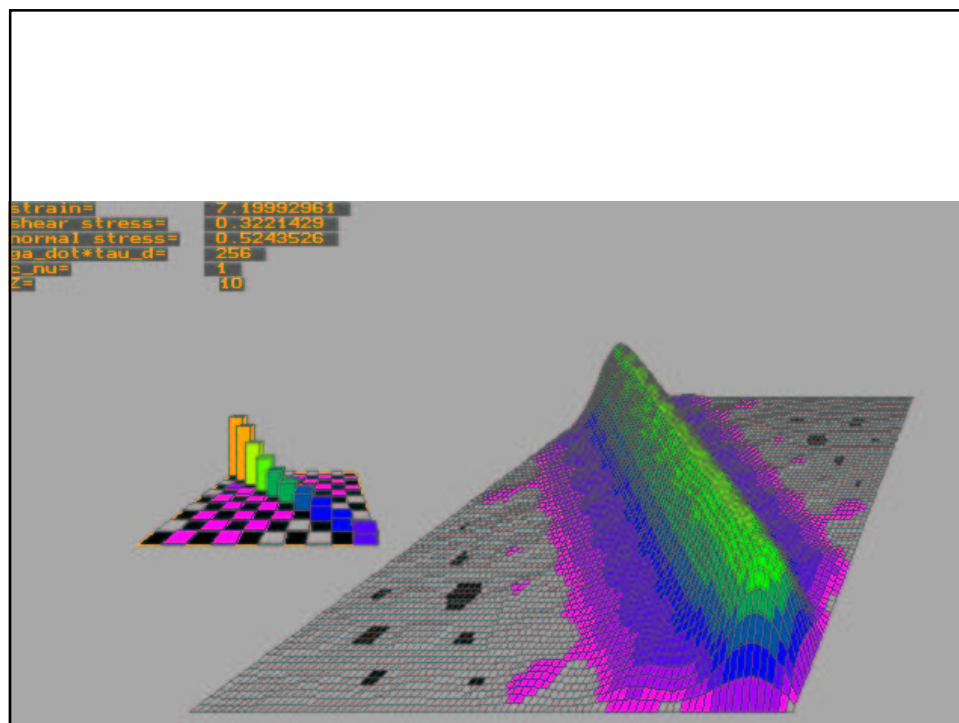 strain= 7.19992961
shear stress= 0.3221429
normal stress= 0.5243526
ga_dot*tau_d= 256
c_nu= 1
Z= 10